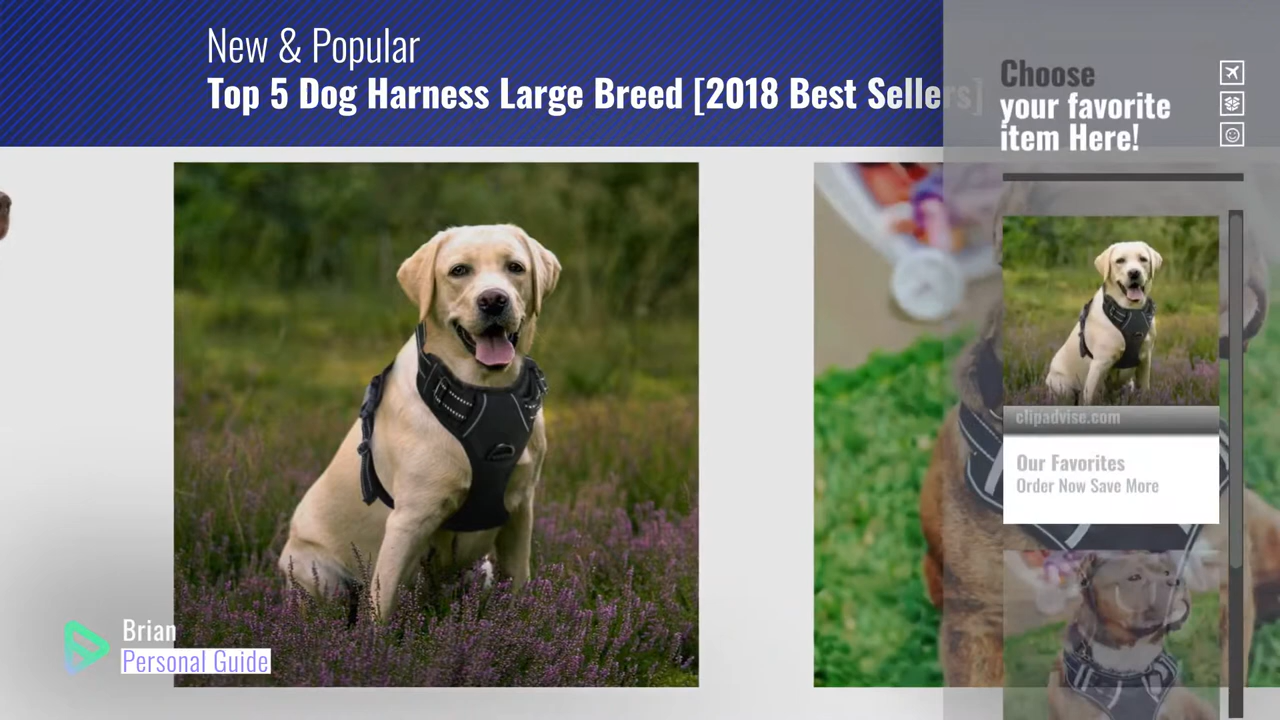 New & Popular
Top 5 Dog Harness Large Breed [2018 Best Sellers]
Choose
your favorite
item Here!
clipadvise.com
Our Favorites
Order Now Save More
Brian
Personal Guide